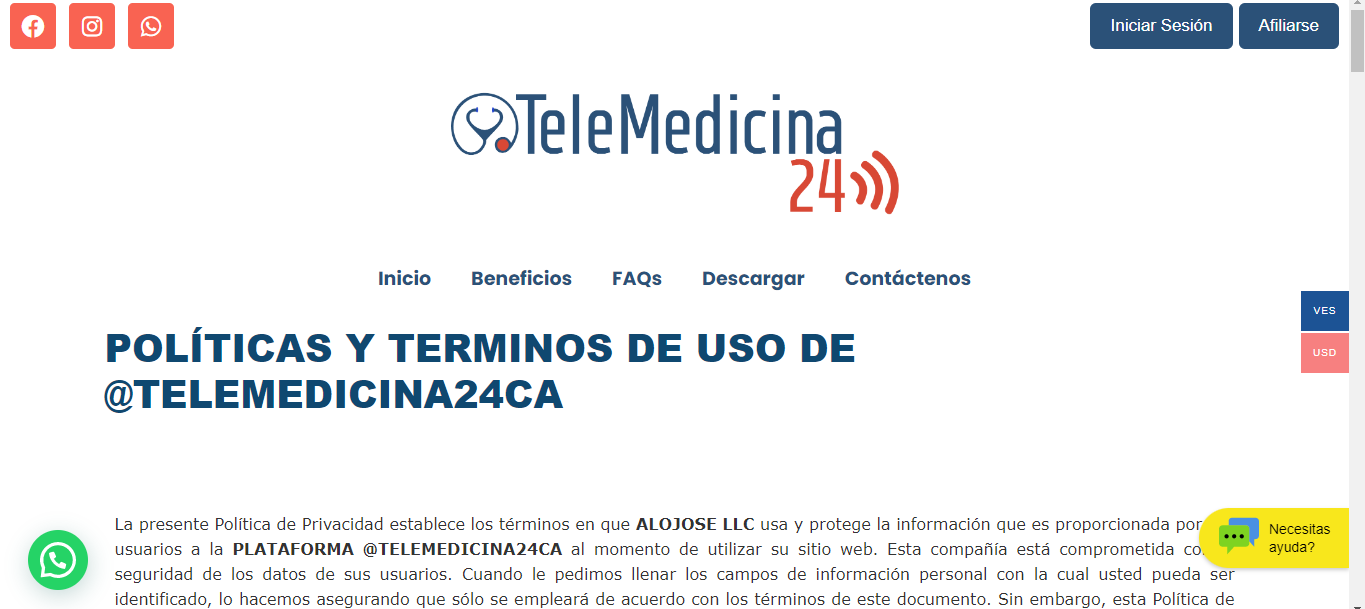 Iniciar Sesión Afiliarse
TeleMedicina
24
Inicio Beneficios FAQs Descargar Contáctenos
POLÍTICAS Y TERMINOS DE USO DE
@TELEMEDICINA24CA
VES
USD
La presente Política de Privacidad establece los términos en que ALOJOSE LLC usa y protege la información que es proporcionada por
usuarios a la PLATAFORMA @TELEMEDICINA24CA al momento de utilizar su sitio web. Esta compañía está comprometida
seguridad de los datos de sus usuarios. Cuando le pedimos llenar los campos de información personal con la cual usted pueda ser
identificado, lo hacemos asegurando que sólo se empleará de acuerdo con los términos de este documento. Sin embargo, esta Política de
Necesitas
ayuda?